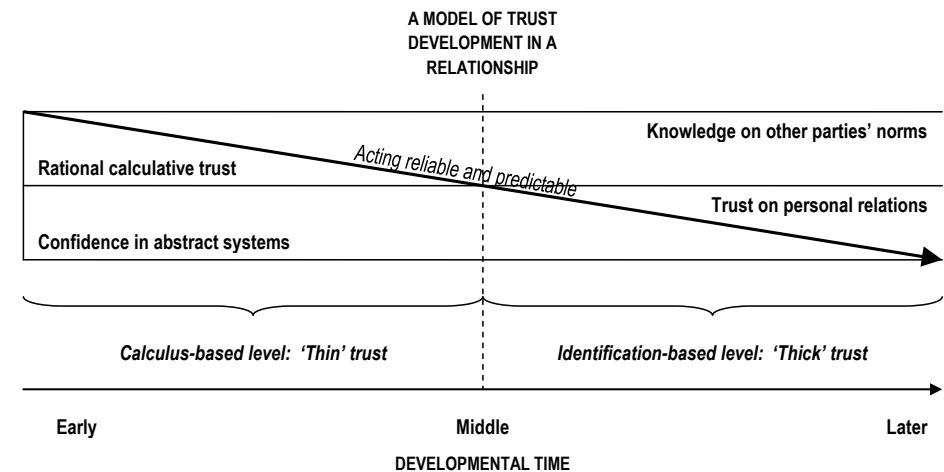 A MODEL OF TRUST
DEVELOPMENT IN A
RELATIONSHIP
Knowledge on other parties’ norms
Rational calculative trust
Acting reliable and predictable
Trust on personal relations
Confidence in abstract systems
Calculus-based level: ‘Thin’ trust
Identification-based level: ‘Thick’ trust
Early
Middle
Later
DEVELOPMENTAL TIME